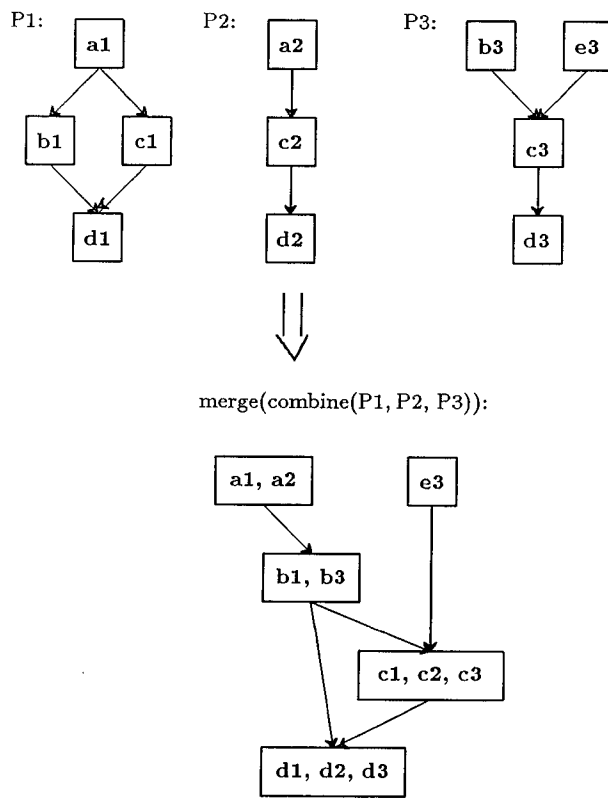 P1: a1 P2: a2 P3: b3 e3
b1 c1 c2 c3
d1 d2 d3
merge(combine(P1, P2, P3)):
a1, a2 e3
b1, b3
c1, c2, c3
d1, d2, d3